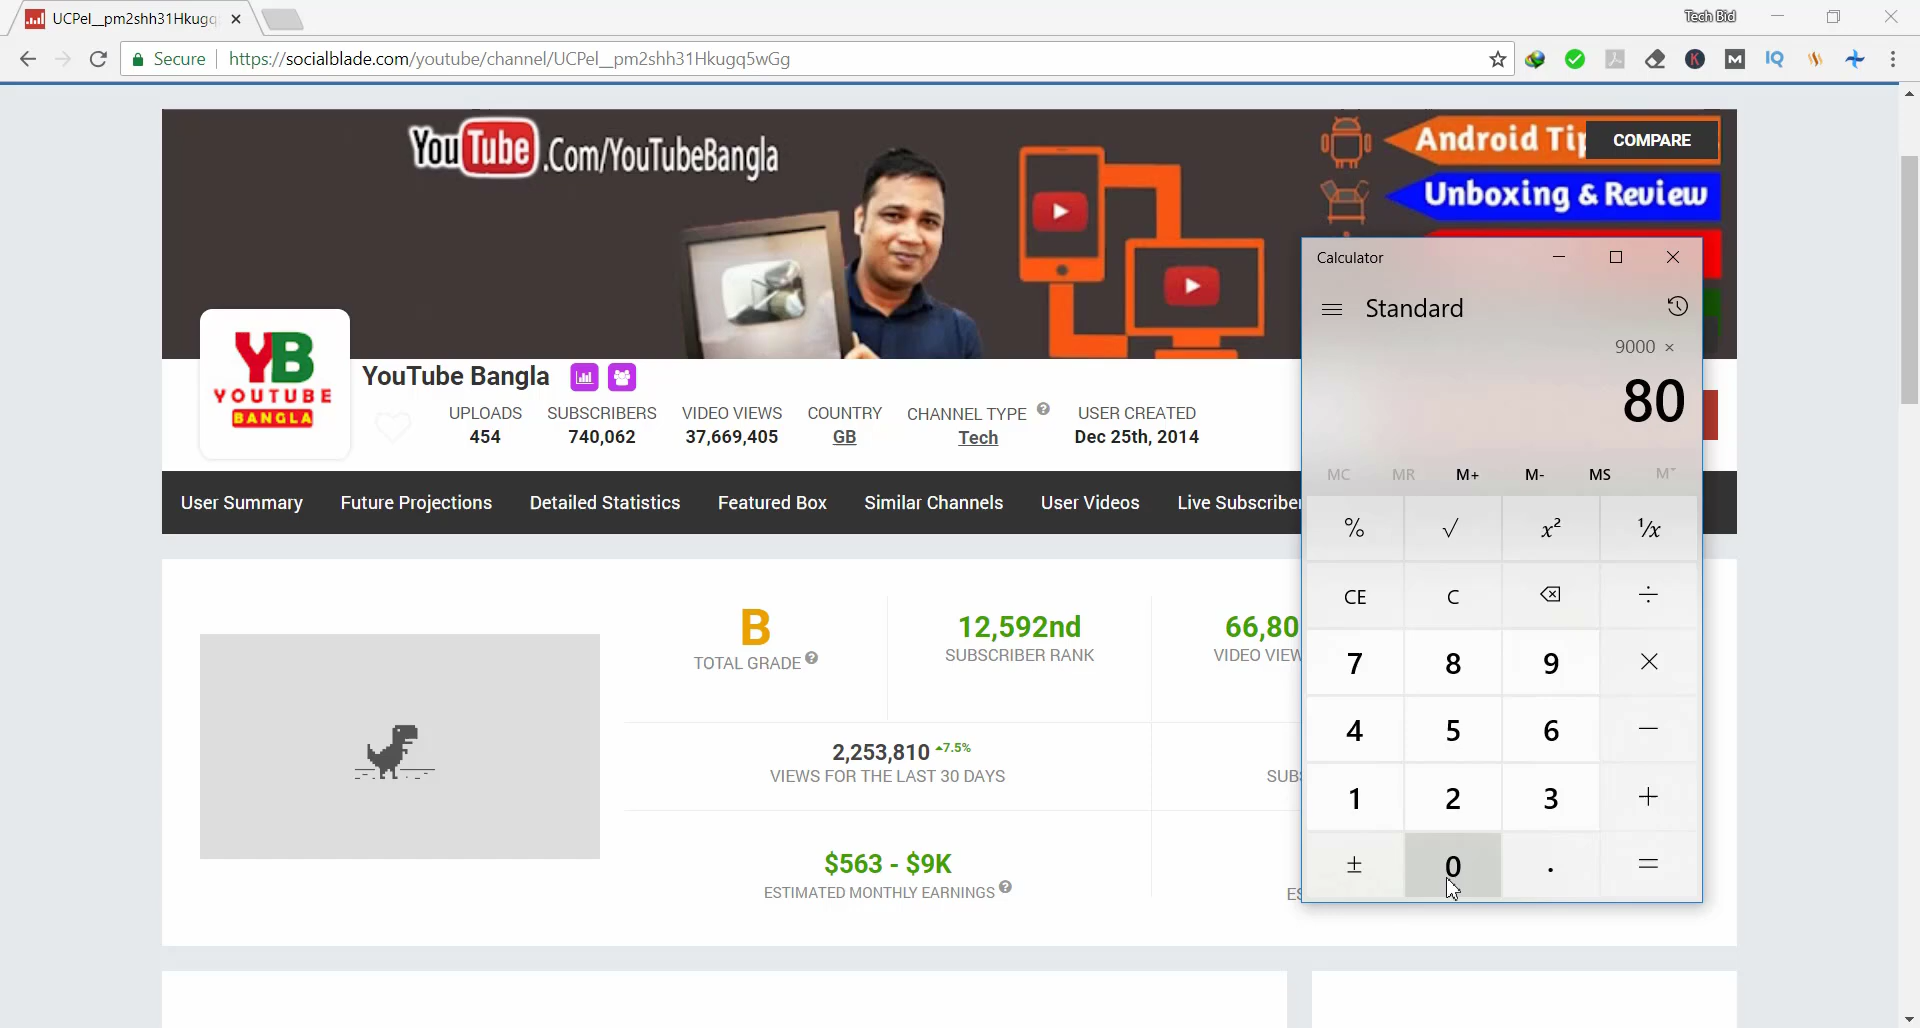 UCPel__pm2shh31Hkugq
Tech Bid
Secure
https://socialblade.com/youtube/channel/UCPel__pm2shh31Hkugq5wGg
YouTube.Com/YouTubeBangla
Android Tip
COMPARE
Unboxing & Review
YB
YOUTUBE
BANGLA
YouTube Bangla
UPLOADS SUBSCRIBERS VIDEO VIEWS COUNTRY CHANNEL TYPE USER CREATED
454 740,062 37,669,405 GB Tech Dec 25th, 2014
User Summary Future Projections Detailed Statistics Featured Box Similar Channels User Videos Live Subscriber
B
TOTAL GRADE
12,592nd
SUBSCRIBER RANK
66,80
VIDEO VIEW
2,253,810 7.5%
VIEWS FOR THE LAST 30 DAYS
SUBS
$563 - $9K
ESTIMATED MONTHLY EARNINGS
ES
Calculator
Standard
9000 ×
80
MC MR M+ M- MS M˅
% √ x² ¹/x
CE C ÷
7 8 9 ×
4 5 6 −
1 2 3 +
± 0 . =